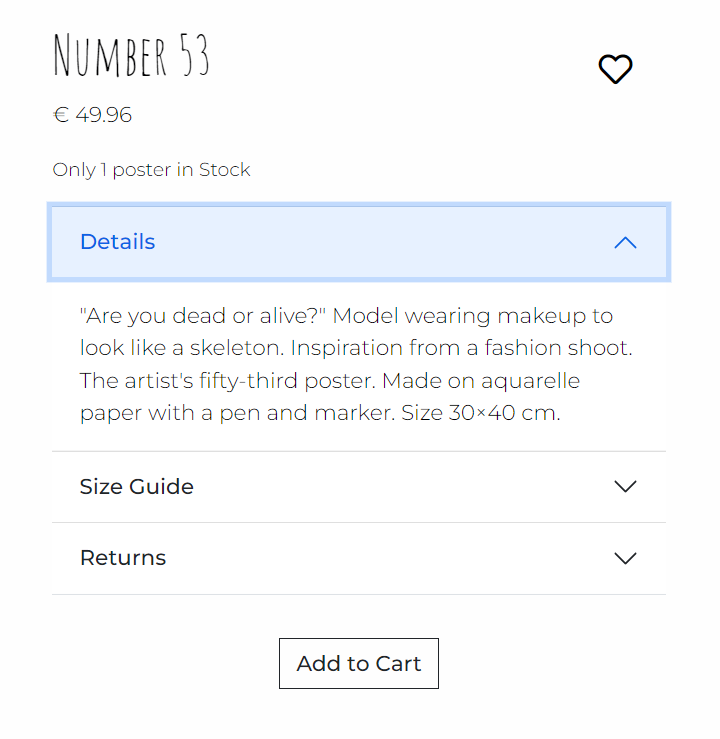 Number 53
€ 49.96
Only 1 poster in Stock
Details
"Are you dead or alive?" Model wearing makeup to
look like a skeleton. Inspiration from a fashion shoot.
The artist's fifty-third poster. Made on aquarelle
paper with a pen and marker. Size 30×40 cm.
Size Guide
Returns
Add to Cart